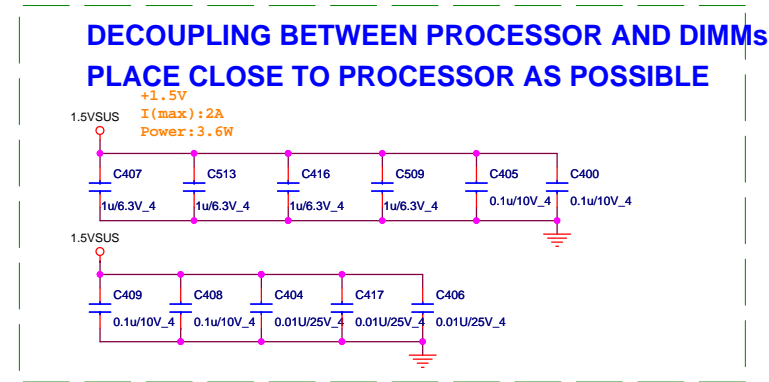 DECOUPLING BETWEEN PROCESSOR AND DIMMs
PLACE CLOSE TO PROCESSOR AS POSSIBLE
+1.5V
1.5VSUS
I(max):2A
Power:3.6W
C407 C513 C416 C509 C405 C400
1u/6.3V_4 1u/6.3V_4 1u/6.3V_4 1u/6.3V_4 0.1u/10V_4 0.1u/10V_4
1.5VSUS
C409 C408 C404 C417 C406
0.1u/10V_4 0.1u/10V_4 0.01U/25V_4 0.01U/25V_4 0.01U/25V_4